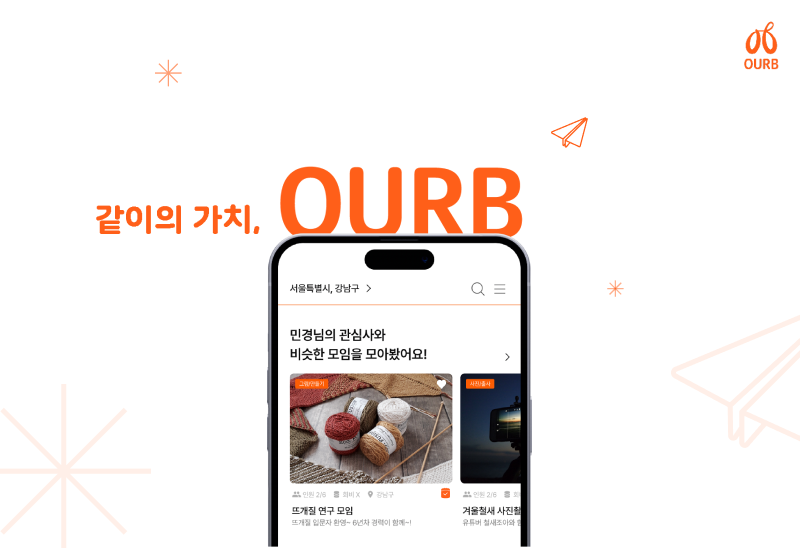 OURB
같이의 가치, OURB
서울특별시, 강남구
민경님의 관심사와
비슷한 모임을 모아봤어요!
그림/만들기
사진/출사
인원 2/6 회비 X 강남구
인원 2/6
뜨개질 연구 모임
겨울철새 사진촬
뜨개질 입문자 환영~ 6년차 경력이 함께~!
유튜버 철새조아와 함